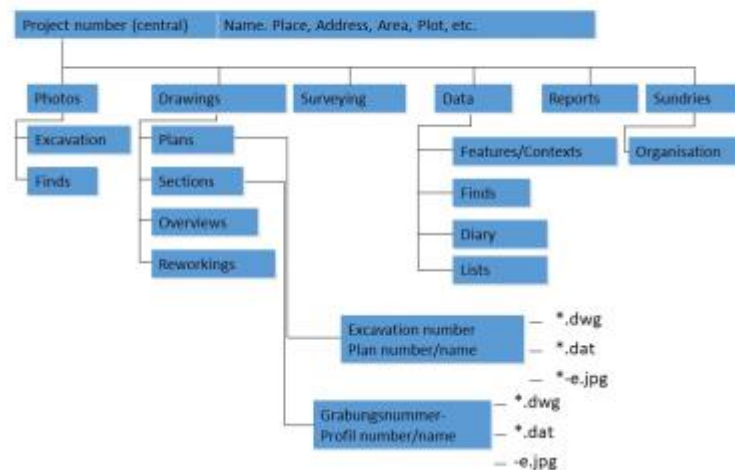 Project number (central) Name. Place, Address, Area, Plot, etc.
Photos Drawings Surveying Data Reports Sundries
Excavation Plans Features/Contexts Organisation
Finds Sections Finds
Overviews Diary
Reworkings Lists
Excavation number
Plan number/name
*.dwg
*.dat
*-e.jpg
Grabungsnummer-
Profil number/name
*.dwg
*.dat
-e.jpg